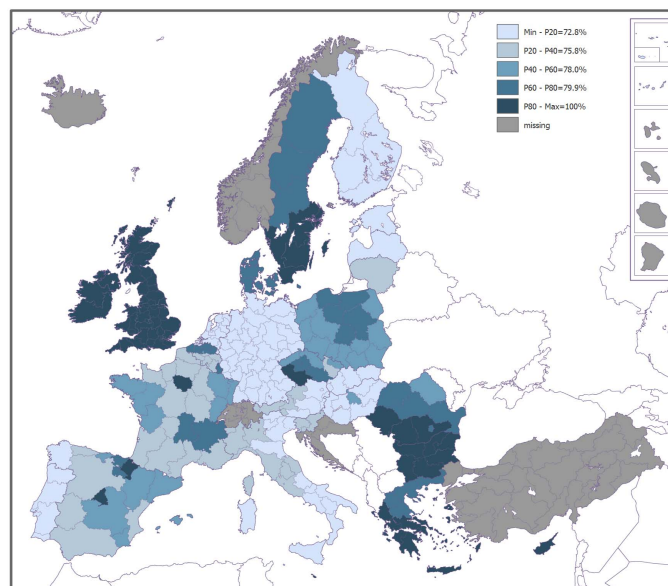 Min - P20=72.8%
P20 - P40=75.8%
P40 - P60=78.0%
P60 - P80=79.9%
P80 - Max=100%
missing